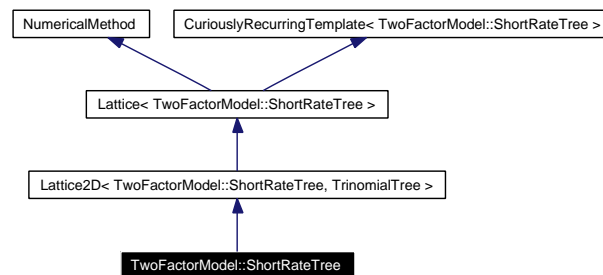 NumericalMethod
CuriouslyRecurringTemplate< TwoFactorModel::ShortRateTree >
Lattice< TwoFactorModel::ShortRateTree >
Lattice2D< TwoFactorModel::ShortRateTree, TrinomialTree >
TwoFactorModel::ShortRateTree